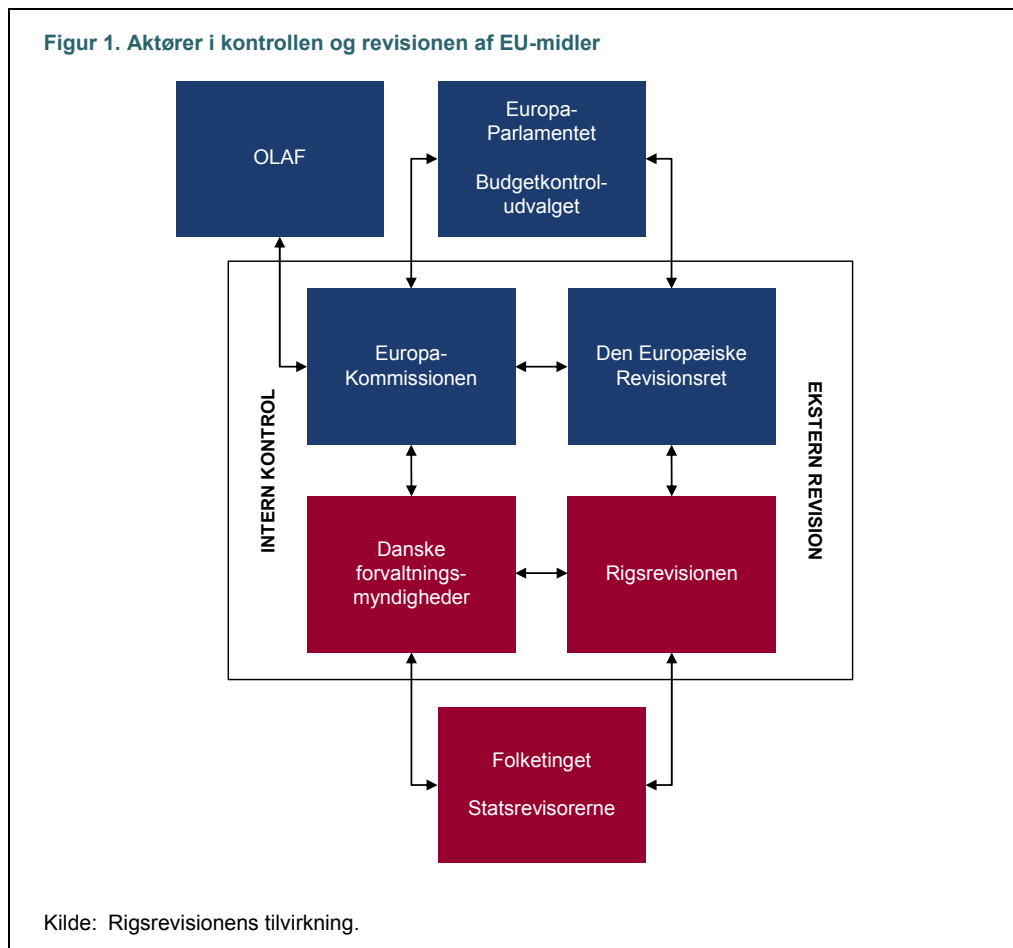 Figur 1. Aktører i kontrollen og revisionen af EU-midler
OLAF
Europa-
Parlamentet
Budgetkontrol-
udvalget
INTERN KONTROL
Europa-
Kommissionen
Den Europæiske
Revisionsret
EKSTERN REVISION
Danske
forvaltnings-
myndigheder
Rigsrevisionen
Folketinget
Statsrevisorerne
Kilde: Rigsrevisionens tilvirkning.